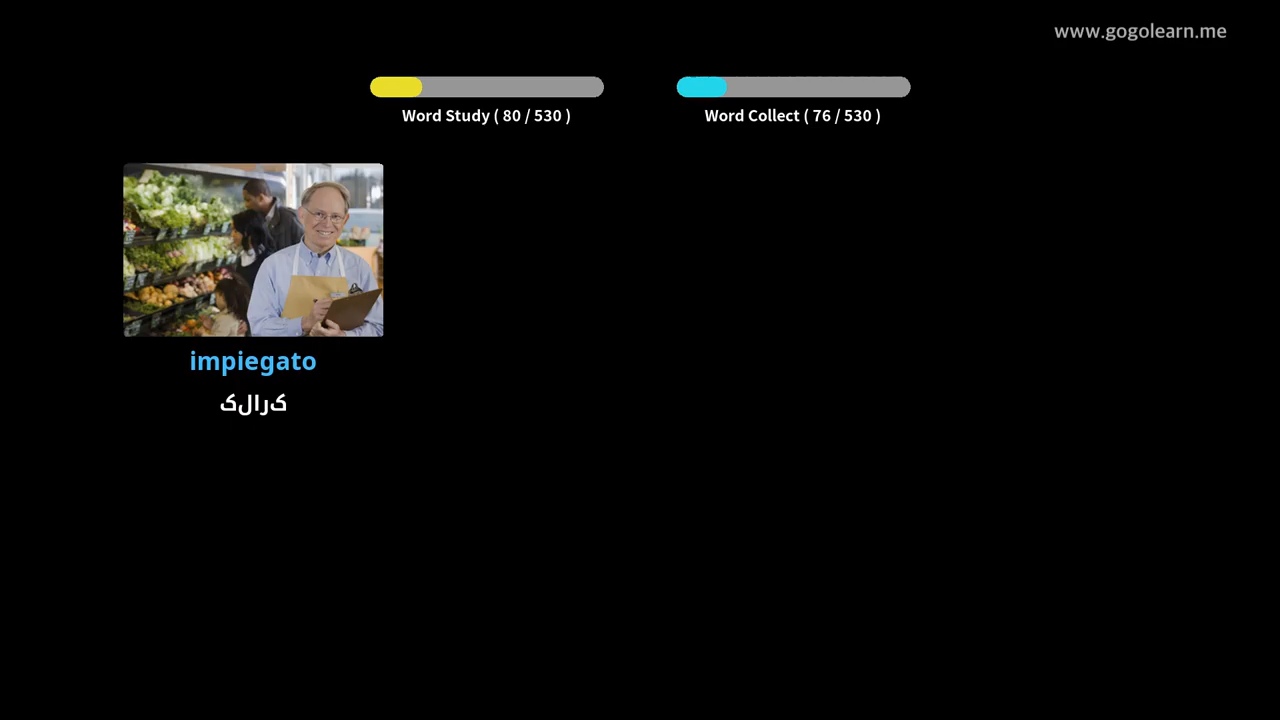 www.gogolearn.me
Word Study ( 80 / 530 )
Word Collect ( 76 / 530 )
impiegato
کرالک